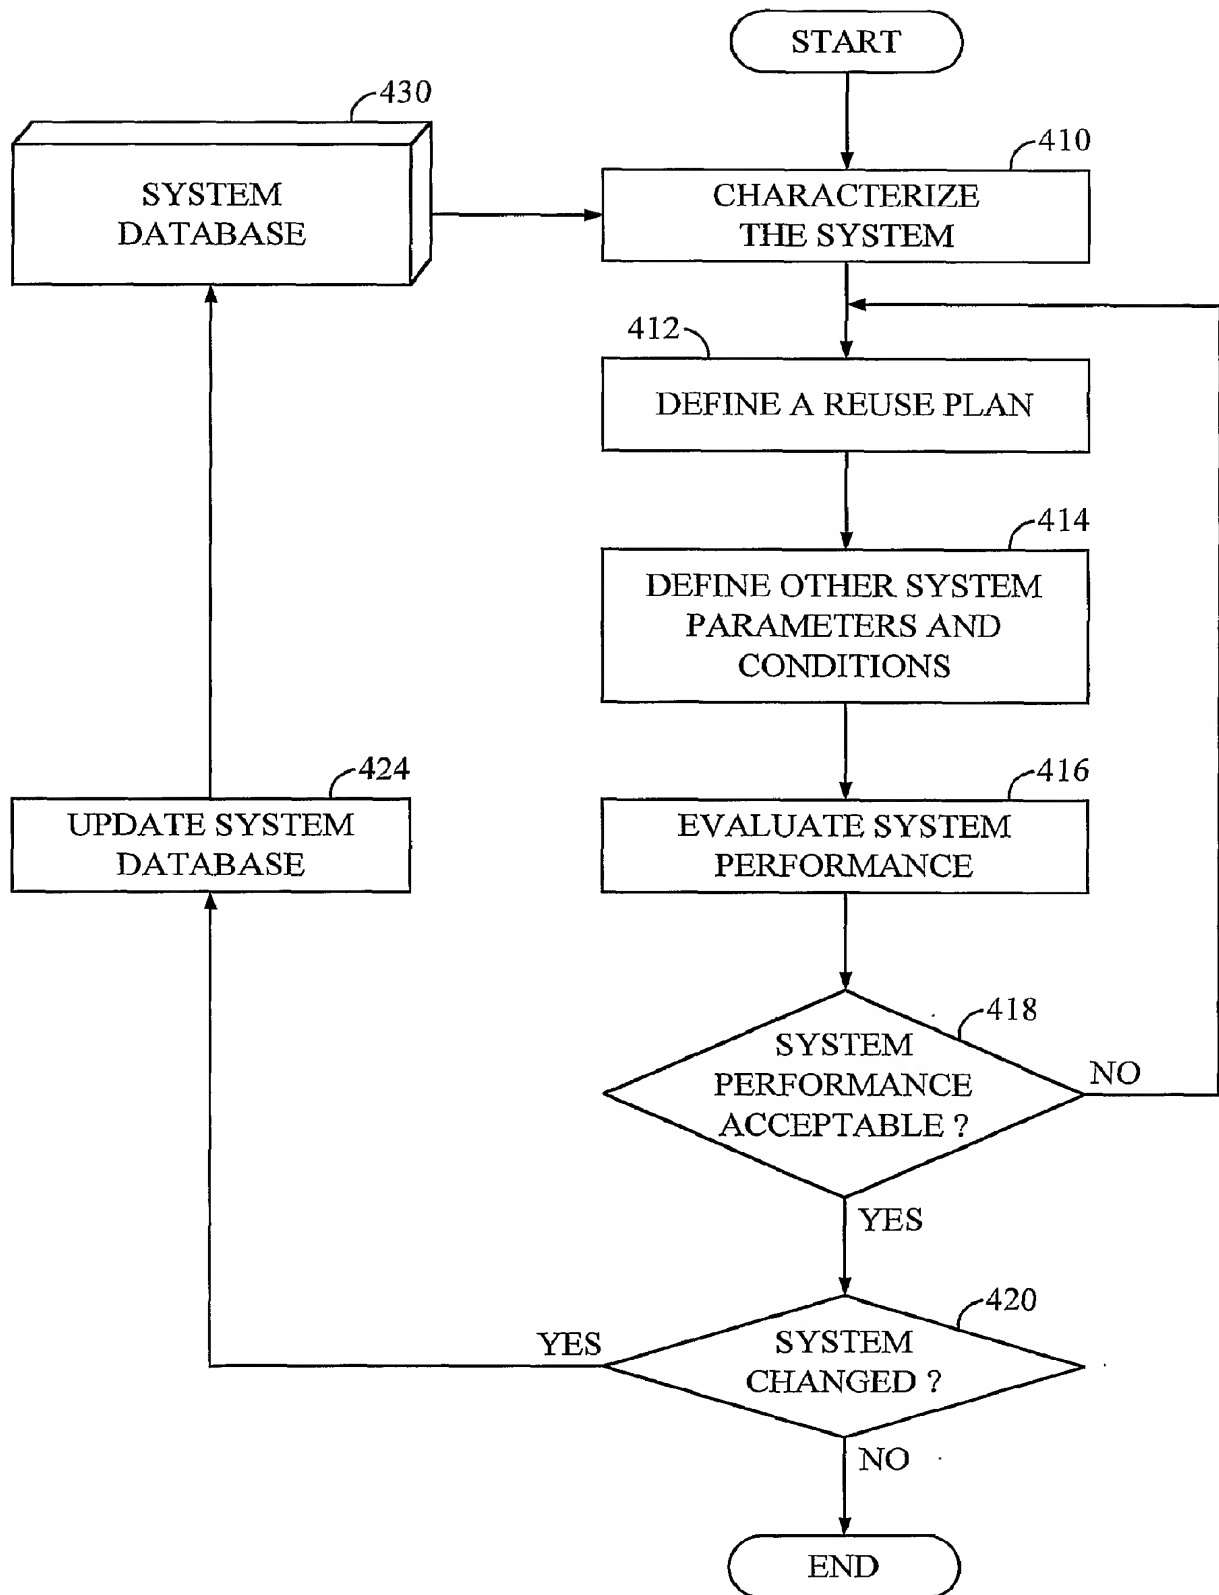 START
430
SYSTEM
DATABASE
410
CHARACTERIZE
THE SYSTEM
412
DEFINE A REUSE PLAN
414
DEFINE OTHER SYSTEM
PARAMETERS AND
CONDITIONS
424
UPDATE SYSTEM
DATABASE
416
EVALUATE SYSTEM
PERFORMANCE
418
SYSTEM
PERFORMANCE
ACCEPTABLE ?
NO
YES
420
SYSTEM
CHANGED ?
YES
NO
END